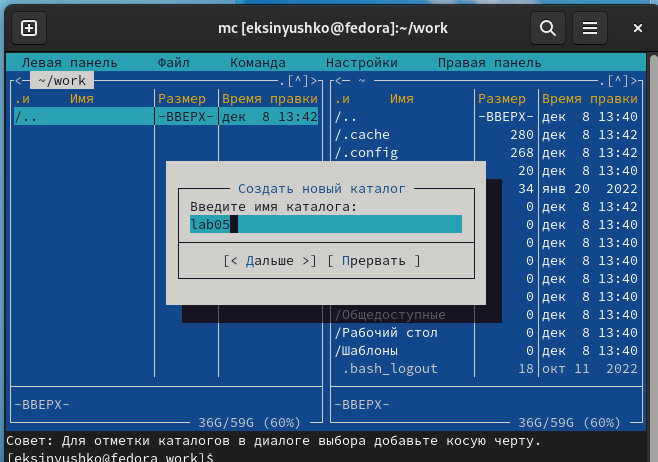 mc [eksinyushko@fedora]:~/work
Левая панель Файл Команда Настройки Правая панель
<─ ~/work .[^]> <─ ~ .[^]>
.и Имя Размер Время правки .и Имя Размер Время правки
/.. -ВВЕРХ- дек 8 13:42 /.. -ВВЕРХ- дек 8 13:40
/.cache 280 дек 8 13:42
/.config 268 дек 8 13:42
20 дек 8 13:40
Создать новый каталог 34 янв 20 2022
Введите имя каталога: 0 дек 8 13:42
lab05 0 дек 8 13:40
0 дек 8 13:40
[< Дальше >] [ Прервать ] 0 дек 8 13:40
0 дек 8 13:40
0 дек 8 13:40
/Общедоступные 0 дек 8 13:40
/Рабочий стол 0 дек 8 13:40
/Шаблоны 0 дек 8 13:40
.bash_logout 18 окт 11 2022
-ВВЕРХ- -ВВЕРХ-
36G/59G (60%) 36G/59G (60%)
Совет: Для отметки каталогов в диалоге выбора добавьте косую черту.
[eksinyushko@fedora work]$